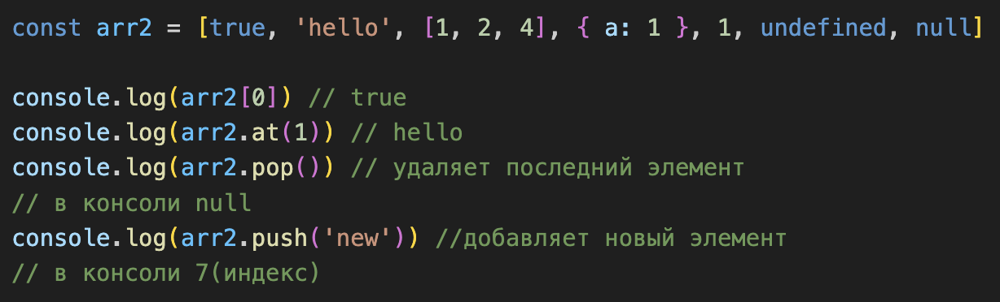 const arr2 = [true, 'hello', [1, 2, 4], { a: 1 }, 1, undefined, null]
console.log(arr2[0]) // true
console.log(arr2.at(1)) // hello
console.log(arr2.pop()) // удаляет последний элемент
// в консоли null
console.log(arr2.push('new')) //добавляет новый элемент
// в консоли 7(индекс)